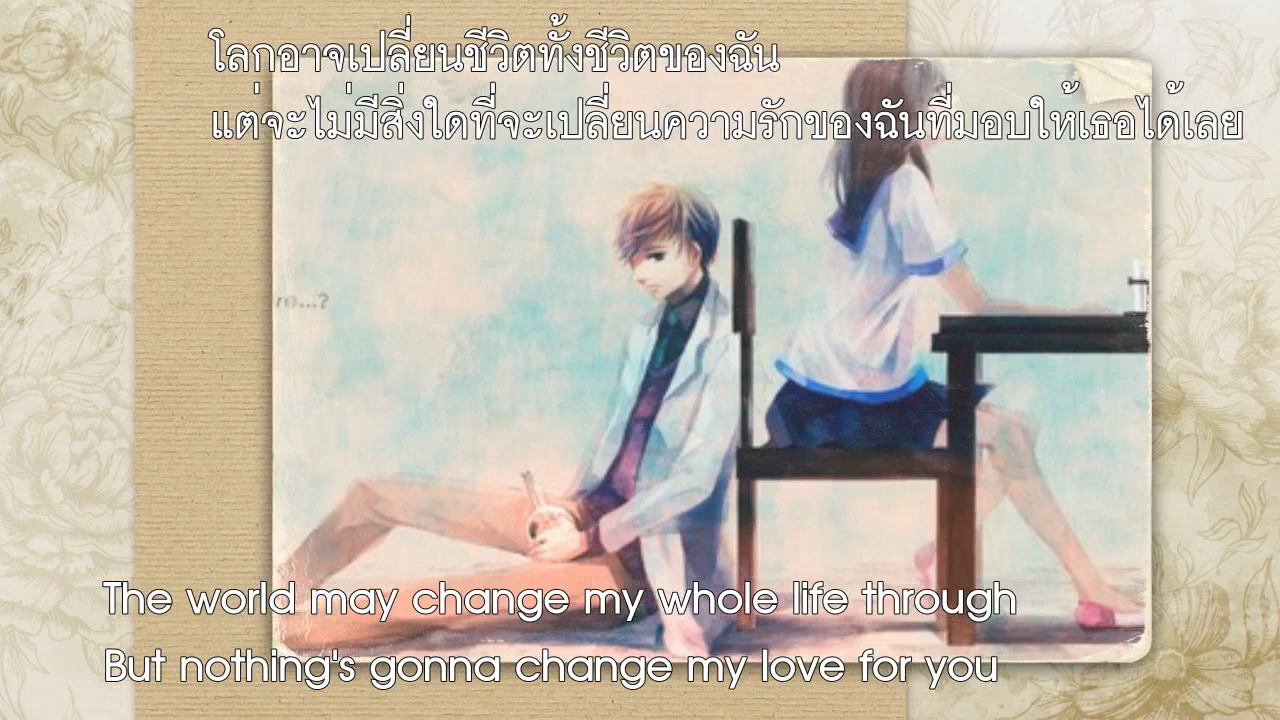 โลกอาจเปลี่ยนชีวิตทั้งชีวิตของฉัน
แต่จะไม่มีสิ่งใดที่จะเปลี่ยนความรักของฉันที่มอบให้เธอได้เลย
The world may change my whole life through
But nothing's gonna change my love for you